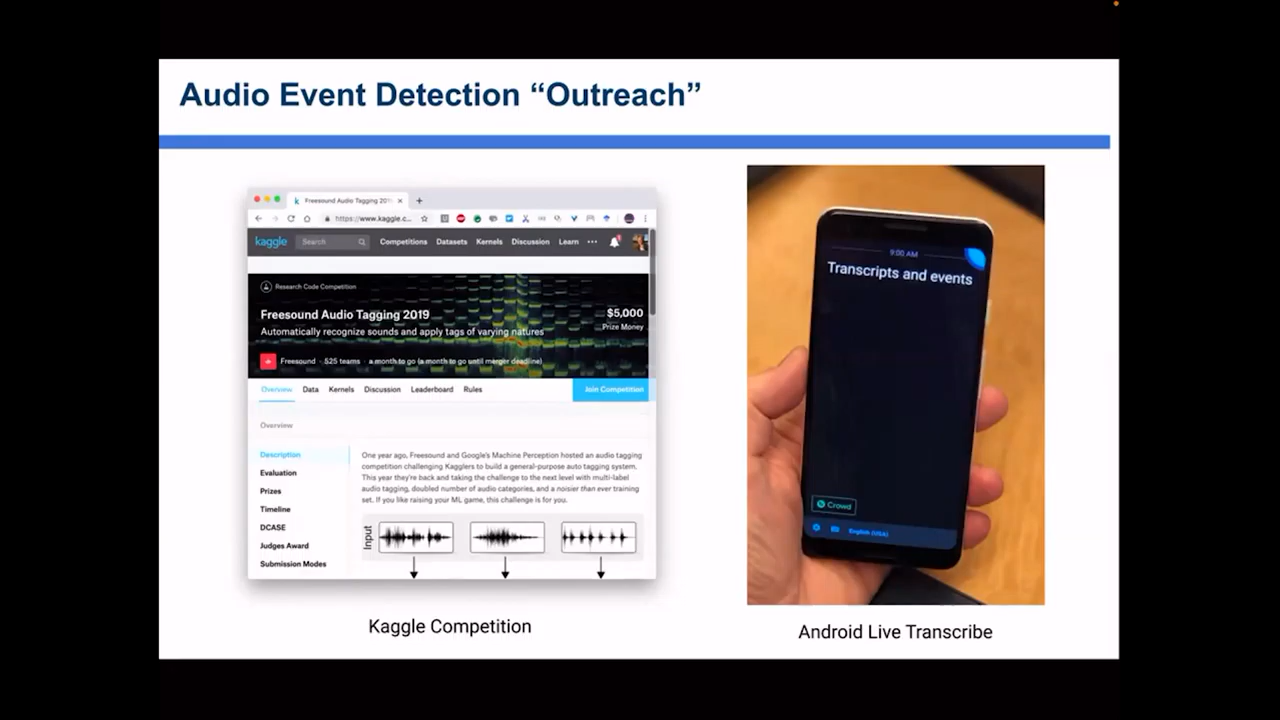 Audio Event Detection “Outreach”
Freesound Audio Tagging 201
https://www.kaggle.c...
kaggle
Search
Competitions
Datasets
Kernels
Discussion
Learn
Research Code Competition
Freesound Audio Tagging 2019
Automatically recognize sounds and apply tags of varying natures
$5,000
Prize Money
Freesound · 525 teams · a month to go (a month to go until merger deadline)
Overview
Data
Kernels
Discussion
Leaderboard
Rules
Join Competition
Overview
Description
Evaluation
Prizes
Timeline
DCASE
Judges Award
Submission Modes
One year ago, Freesound and Google's Machine Perception hosted an audio tagging
competition challenging Kagglers to build a general-purpose auto tagging system.
This year they're back and taking the challenge to the next level with multi-label
audio tagging, doubled number of audio categories, and a noisier than ever training
set. If you like raising your ML game, this challenge is for you.
Input
Kaggle Competition
9:00 AM
Transcripts and events
Crowd
English (USA)
Android Live Transcribe